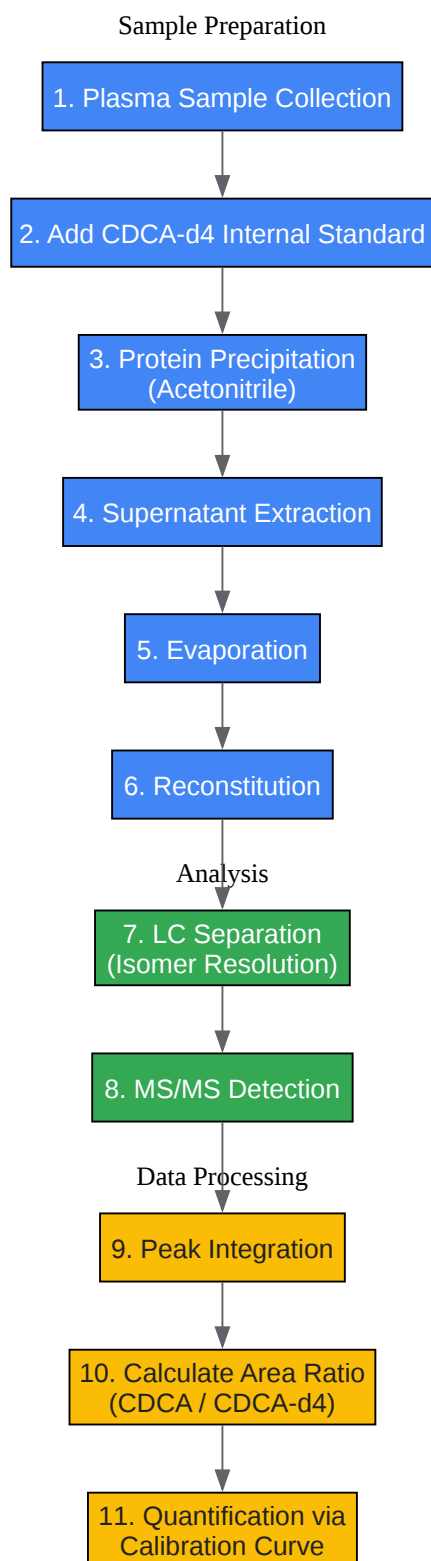 Sample Preparation
1. Plasma Sample Collection
2. Add CDCA-d4 Internal Standard
3. Protein Precipitation
(Acetonitrile)
4. Supernatant Extraction
5. Evaporation
6. Reconstitution
Analysis
7. LC Separation
(Isomer Resolution)
8. MS/MS Detection
Data Processing
9. Peak Integration
10. Calculate Area Ratio
(CDCA / CDCA-d4)
11. Quantification via
Calibration Curve